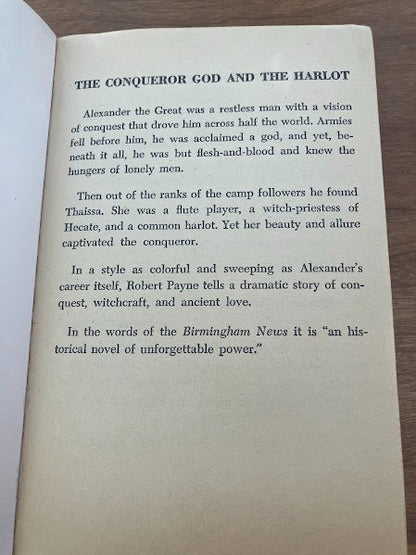 THE CONQUEROR GOD AND THE HARLOT
Alexander the Great was a restless man with a vision
of conquest that drove him across half the world. Armies
fell before him, he was acclaimed a god, and yet, be-
neath it all, he was but flesh-and-blood and knew the
hungers of lonely men.
Then out of the ranks of the camp followers he found
Thaissa. She was a flute player, a witch-priestess of
Hecate, and a common harlot. Yet her beauty and allure
captivated the conqueror.
In a style as colorful and sweeping as Alexander's
career itself, Robert Payne tells a dramatic story of con-
quest, witchcraft, and ancient love.
In the words of the Birmingham News it is "an his-
torical novel of unforgettable power."